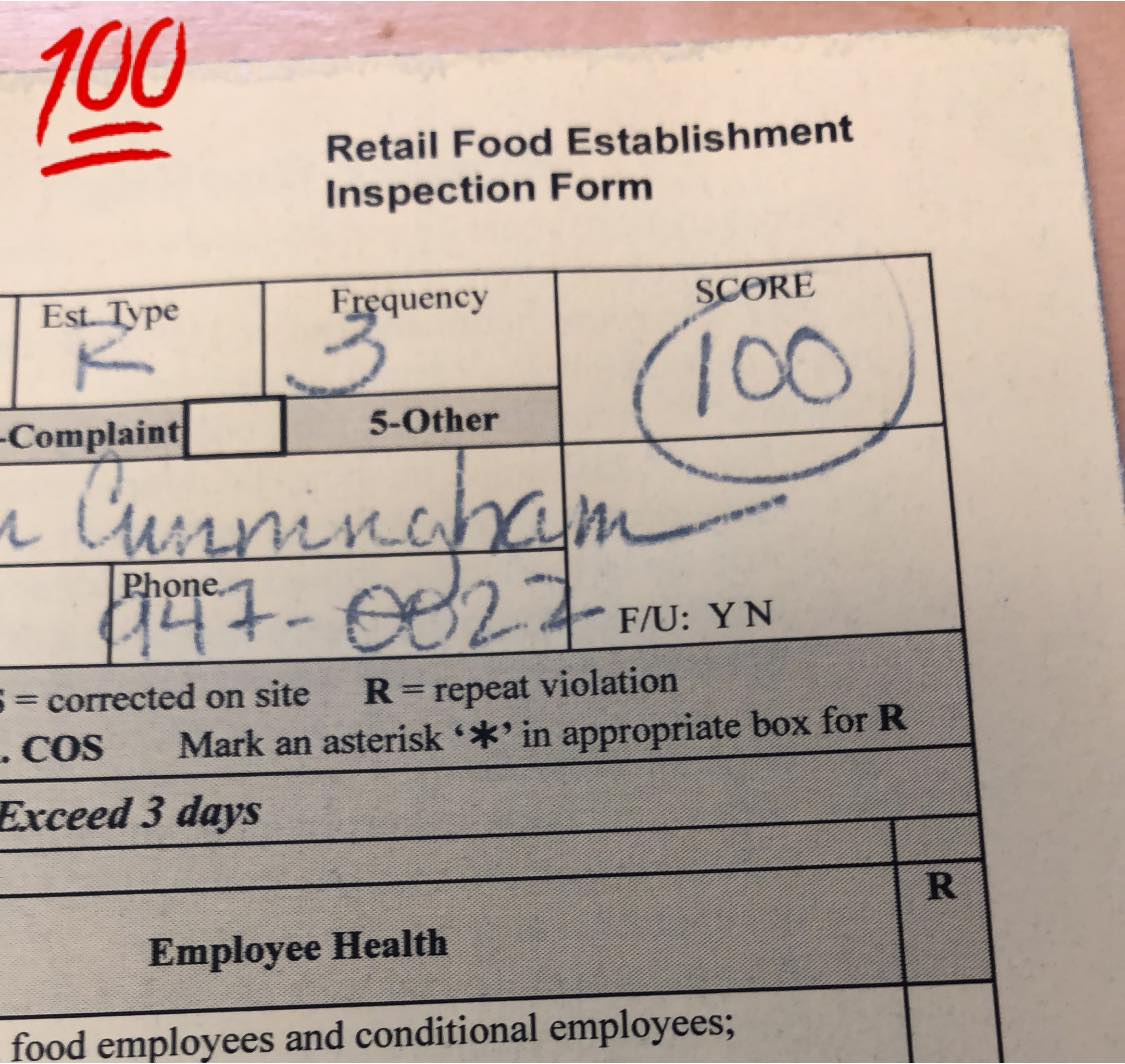 100
Retail Food Establishment
Inspection Form
Est. Type
R
Frequency
3
SCORE
100
-Complaint
5-Other
Cunningham
Phone
947-0022
F/U: Y N
= corrected on site R = repeat violation
. COS Mark an asterisk ‘*’ in appropriate box for R
Exceed 3 days
R
Employee Health
food employees and conditional employees;